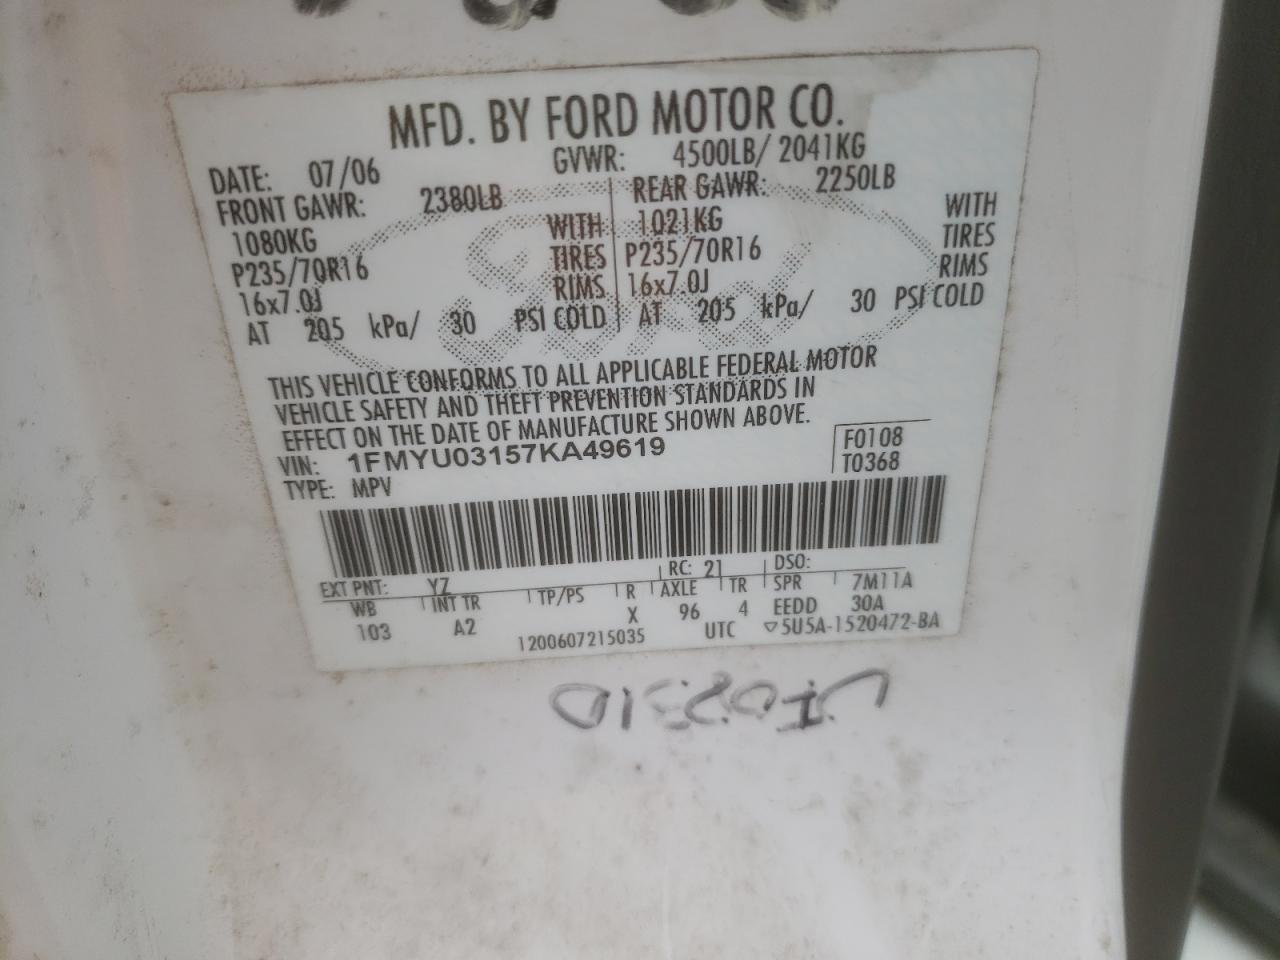 MFD. BY FORD MOTOR CO.
DATE: 07/06 GVWR: 4500LB/ 2041KG
FRONT GAWR: 2380LB REAR GAWR: 2250LB
1080KG WITH 1021KG WITH
P235/70R16 TIRES P235/70R16 TIRES
16x7.0J RIMS 16x7.0J RIMS
AT 205 kPa/ 30 PSI COLD AT 205 kPa/ 30 PSI COLD
THIS VEHICLE CONFORMS TO ALL APPLICABLE FEDERAL MOTOR
VEHICLE SAFETY AND THEFT PREVENTION STANDARDS IN
EFFECT ON THE DATE OF MANUFACTURE SHOWN ABOVE.
VIN: 1FMYU03157KA49619 F0108
TYPE: MPV T0368
EXT PNT: YZ RC: 21 DSO:
WB INT TR TP/PS R AXLE TR SPR 7M11A
103 A2 X 96 4 EEDD 30A
1200607215035 UTC ▽5U5A-1520472-BA